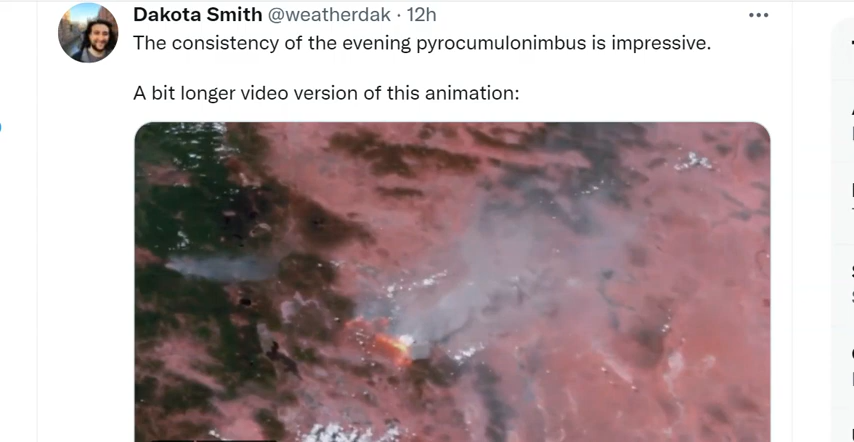 Dakota Smith @weatherdak · 12h
The consistency of the evening pyrocumulonimbus is impressive.
A bit longer video version of this animation: